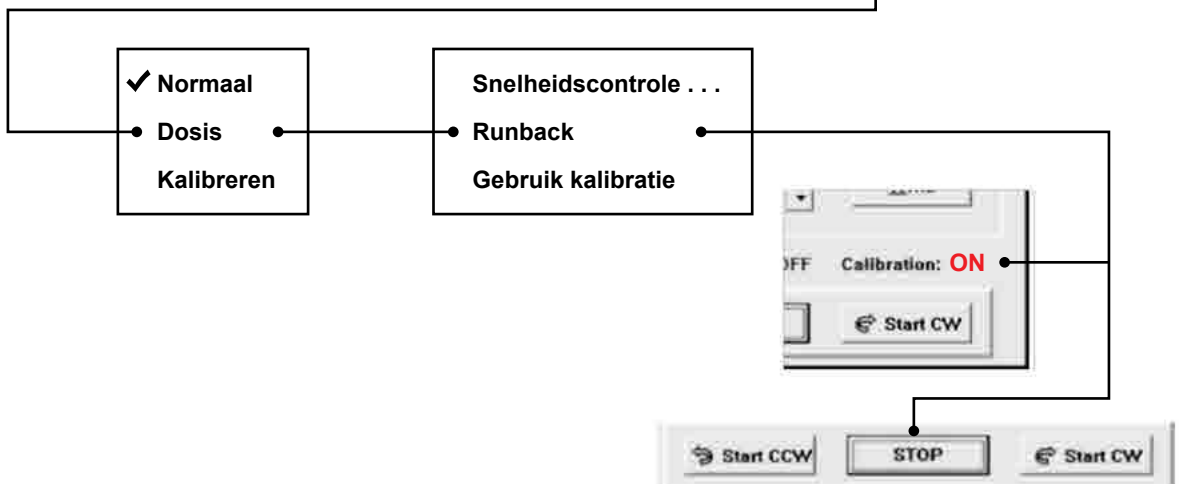 ✓ Normaal
Dosis
Kalibreren
Snelheidscontrole . . .
Runback
Gebruik kalibratie
Calibration: ON
Start CW
Start CCW
STOP
Start CW